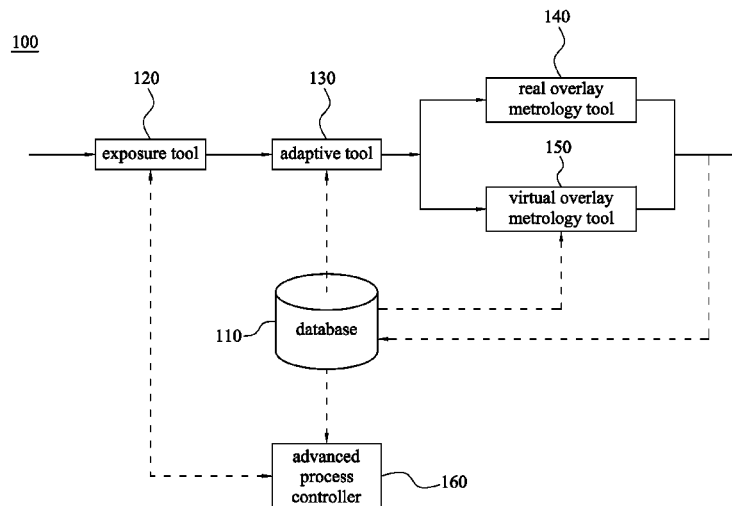 100
120
130
140
150
exposure tool
adaptive tool
real overlay
metrology tool
virtual overlay
metrology tool
110
database
advanced
process
controller
160